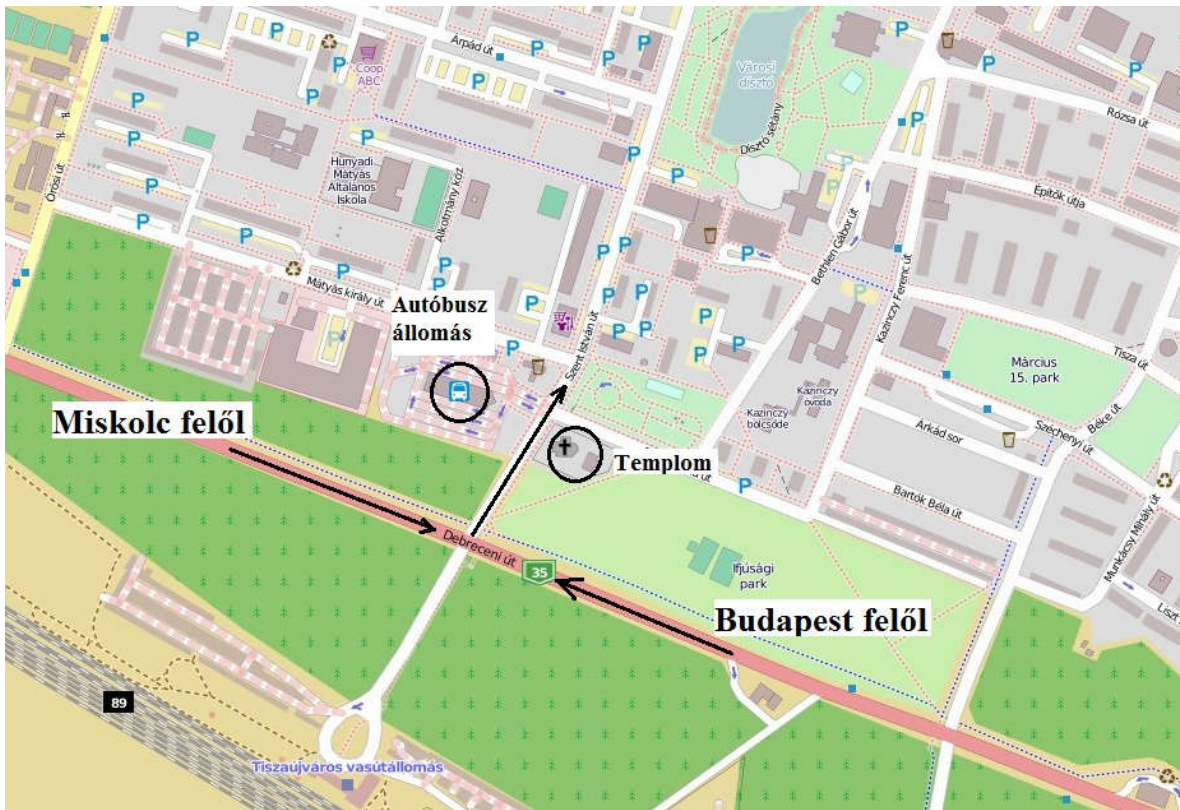 Árpád út
Coop
ABC
Városi
dísztó
Dísztó sétány
Rózsa út
Építők útja
Örösi út
Hunyadi
Mátyás
Általános
Iskola
Alkotmány köz
Szent István út
Bethlen Gábor út
Kazinczy Ferenc út
Mátyás király út
Autóbusz
állomás
Tisza út
Március
15. park
Kazinczy
óvoda
Kazinczy
bölcsőde
Széchenyi út
Béke út
Árkád sor
Miskolc felől
Templom
Bartók Béla út
Munkácsy Mihály út
Debreceni út
35
Ifjúsági
park
Budapest felől
Liszt
89
Tiszaújváros vasútállomás
P